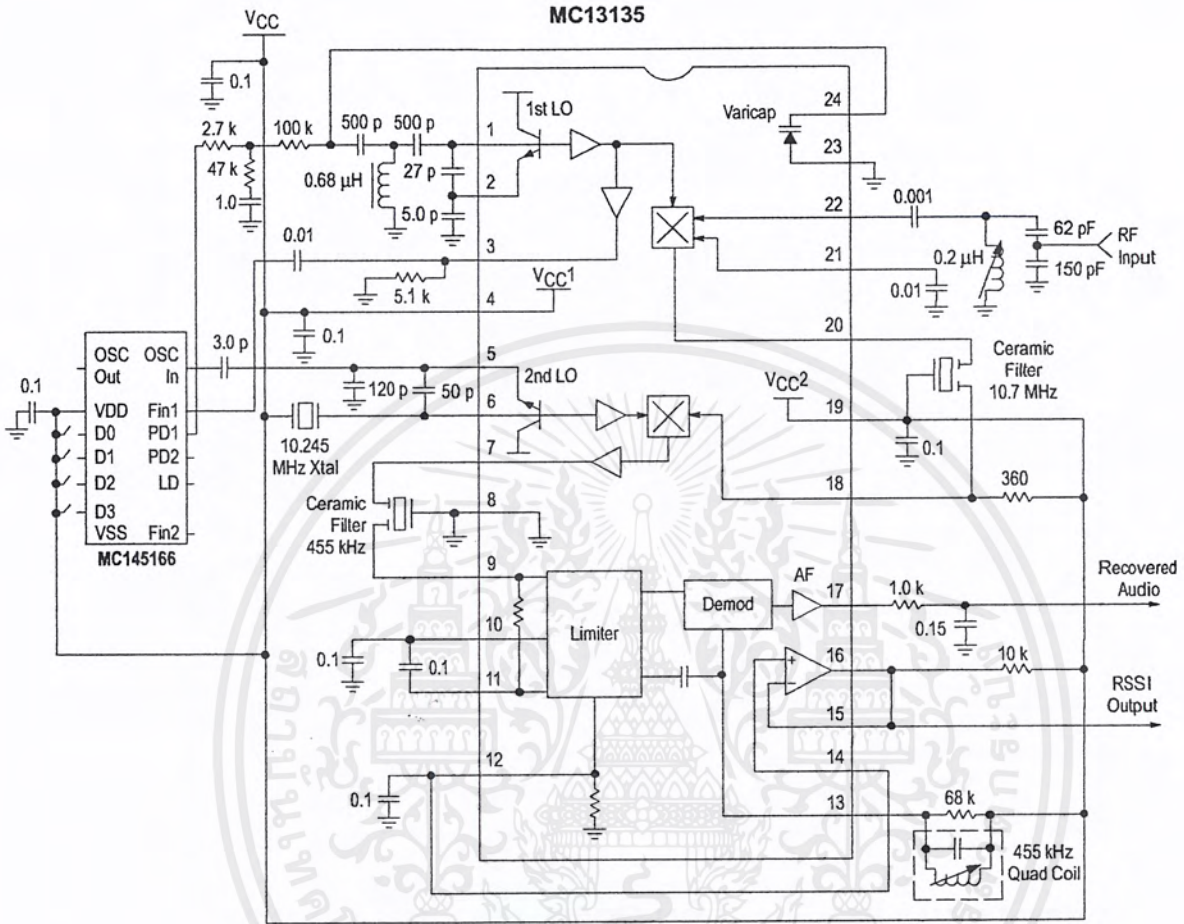 MC13135
VCC
0.1
2.7 k
100 k
500 p
500 p
1
1st LO
47 k
1.0
0.68 µH
27 p
2
5.0 p
0.01
3
5.1 k
VCC1
4
0.1
Varicap
24
23
0.001
22
62 pF
RF
Input
0.2 µH
150 pF
21
0.01
20
Ceramic
Filter
10.7 MHz
VCC2
19
0.1
18
360
OSC Out
OSC In
3.0 p
5
120 p
50 p
2nd LO
0.1
VDD
Fin1
6
D0
PD1
10.245
MHz Xtal
7
D1
PD2
D2
LD
D3
VSS
Fin2
MC145166
Ceramic
Filter
455 kHz
8
9
Limiter
Demod
AF
17
1.0 k
Recovered
Audio
0.15
10
0.1
0.1
11
+
−
16
10 k
RSSI
Output
15
12
14
0.1
13
68 k
455 kHz
Quad Coil